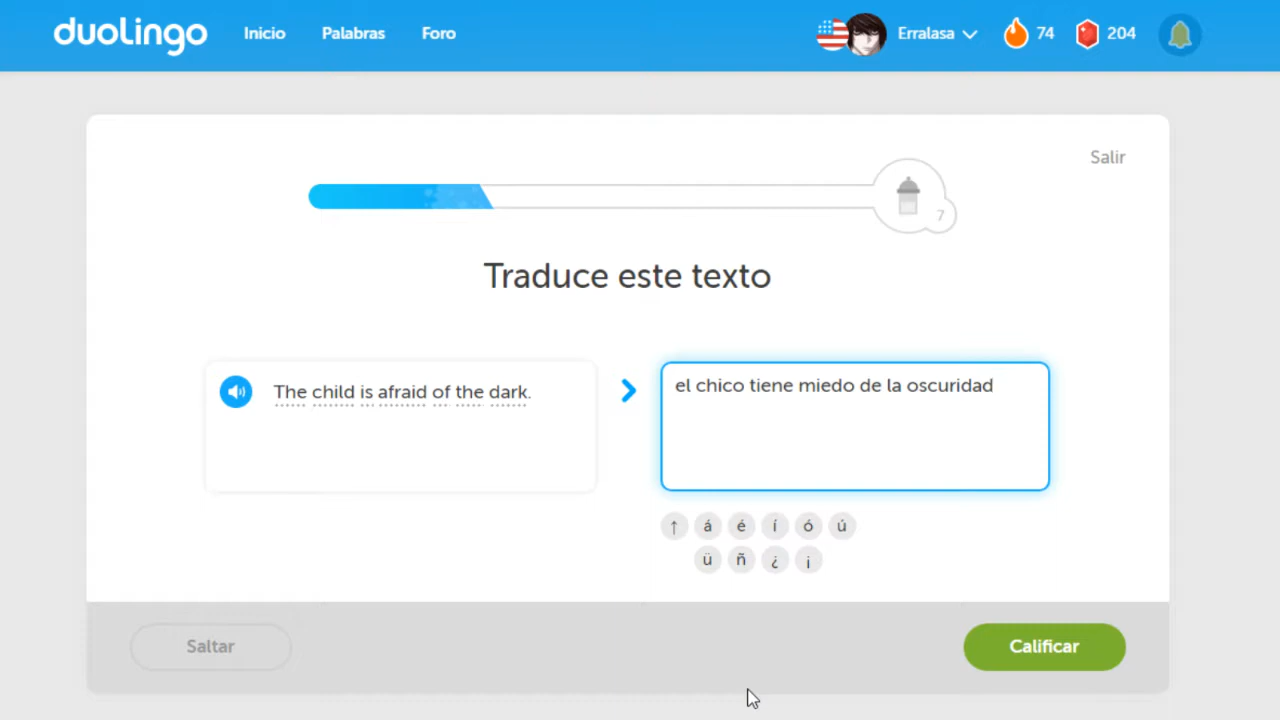 duolingo Inicio Palabras Foro Erralasa 74 204
Salir
7
Traduce este texto
The child is afraid of the dark.
el chico tiene miedo de la oscuridad
↑ á é í ó ú
ü ñ ¿ ¡
Saltar Calificar